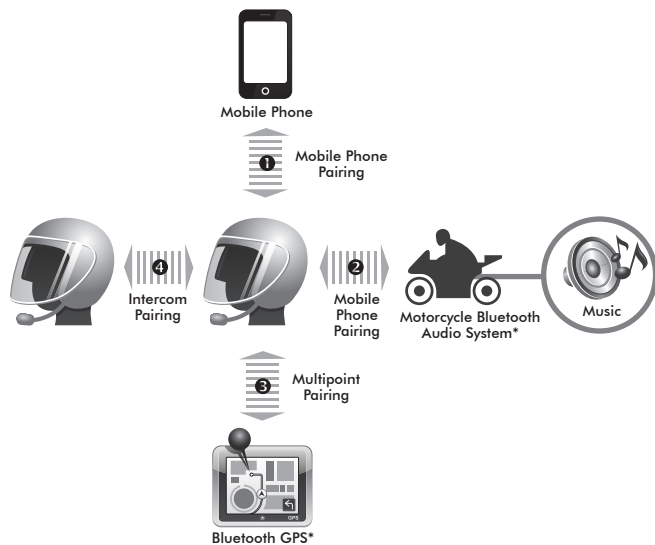 Mobile Phone
❶
Mobile Phone
Pairing
❹
Intercom
Pairing
❷
Mobile
Phone
Pairing
Motorcycle Bluetooth
Audio System*
Music
❸
Multipoint
Pairing
GPS
Bluetooth GPS*